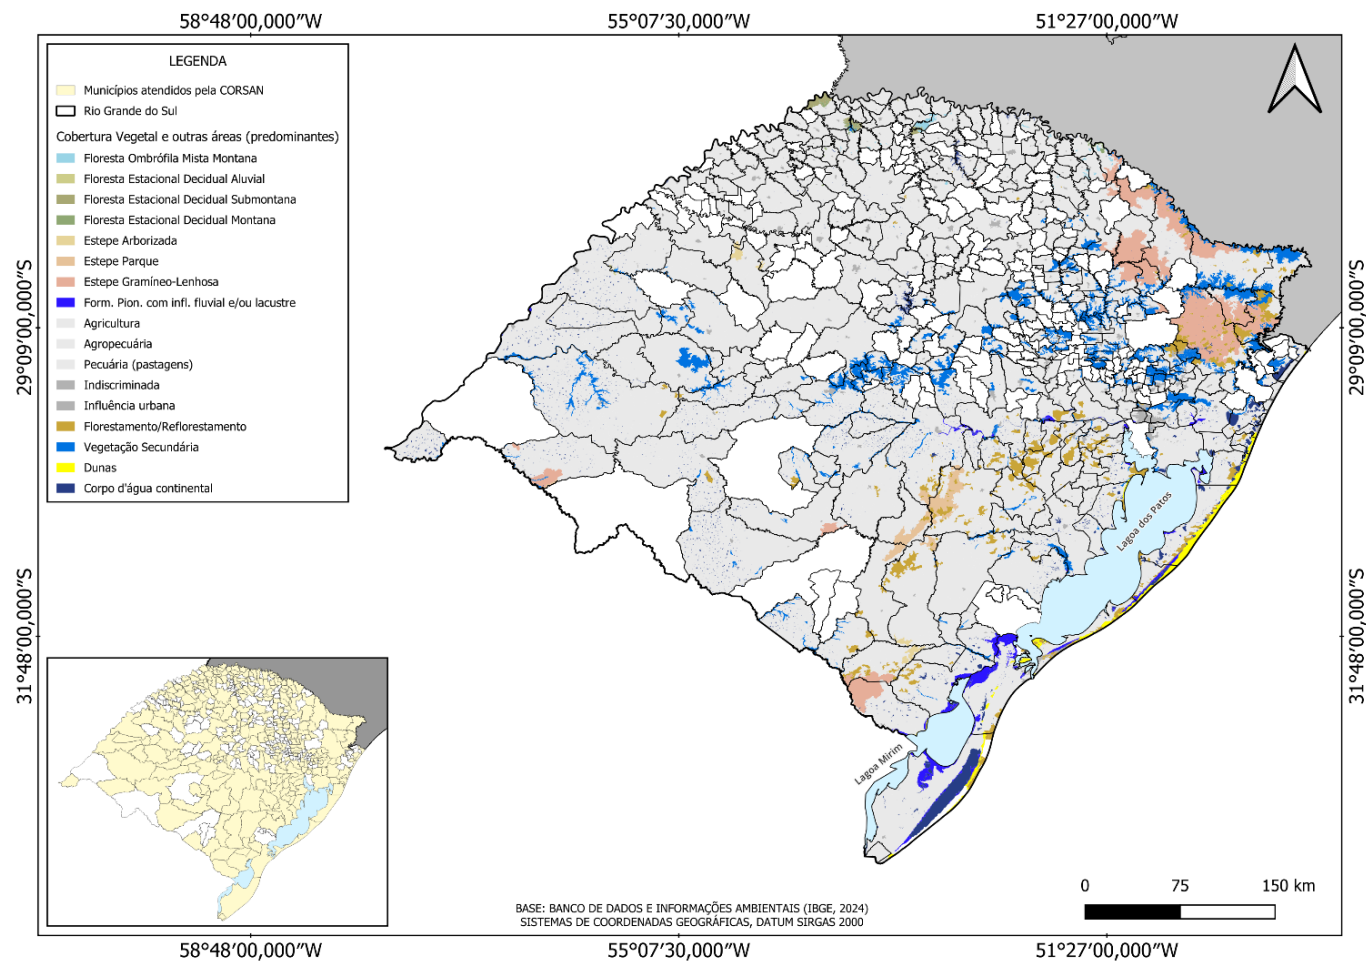 58°48'00,000"W
55°07'30,000"W
51°27'00,000"W
LEGENDA
Municípios atendidos pela CORSAN
Rio Grande do Sul
Cobertura Vegetal e outras áreas (predominantes)
Floresta Ombrófila Mista Montana
Floresta Estacional Decidual Aluvial
Floresta Estacional Decidual Submontana
Floresta Estacional Decidual Montana
Estepe Arborizada
Estepe Parque
Estepe Gramíneo-Lenhosa
Form. Pion. com infl. fluvial e/ou lacustre
Agricultura
Agropecuária
Pecuária (pastagens)
Indiscriminada
Influência urbana
Florestamento/Reflorestamento
Vegetação Secundária
Dunas
Corpo d'água continental
29°09'00,000"S
29°09'00,000"S
Lagoa dos Patos
31°48'00,000"S
31°48'00,000"S
Lagoa Mirim
0 75 150 km
BASE: BANCO DE DADOS E INFORMAÇÕES AMBIENTAIS (IBGE, 2024)
SISTEMAS DE COORDENADAS GEOGRÁFICAS, DATUM SIRGAS 2000
58°48'00,000"W
55°07'30,000"W
51°27'00,000"W